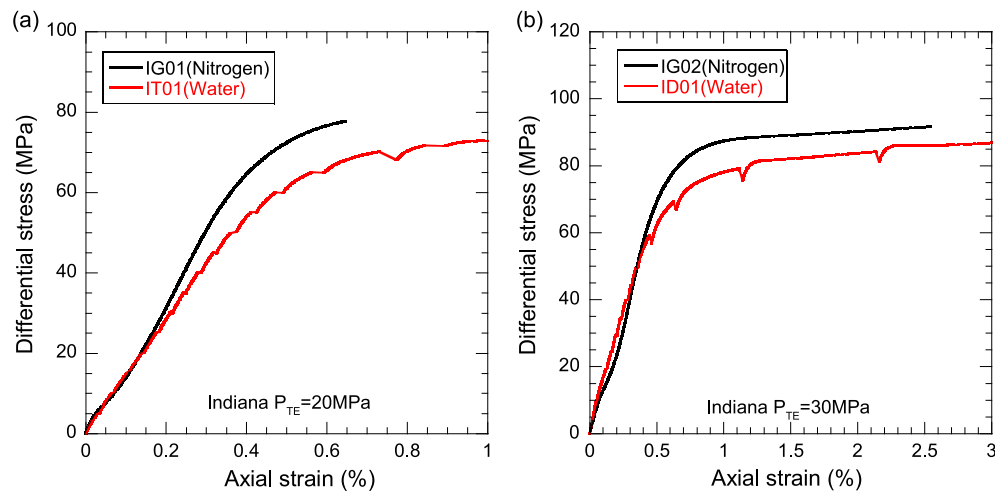 (a)
100
80
60
40
20
0
Differential stress (MPa)
IG01(Nitrogen)
IT01(Water)
Indiana P_TE=20MPa
0 0.2 0.4 0.6 0.8 1
Axial strain (%)
(b)
120
100
80
60
40
20
0
Differential stress (MPa)
IG02(Nitrogen)
ID01(Water)
Indiana P_TE=30MPa
0 0.5 1 1.5 2 2.5 3
Axial strain (%)